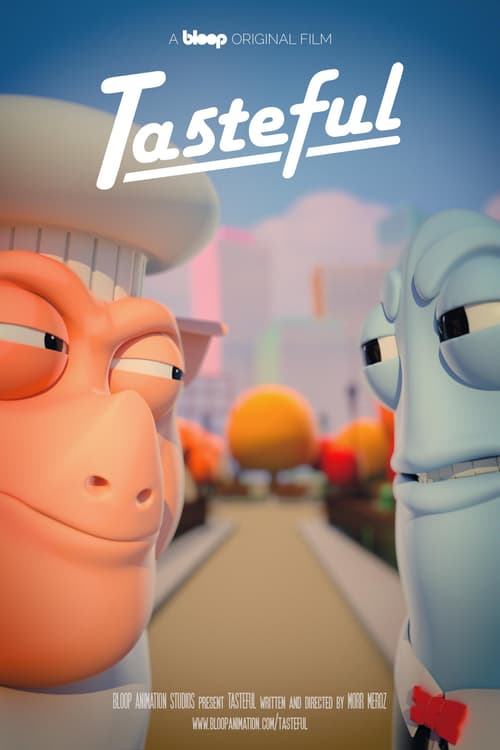 A bloop ORIGINAL FILM
Tasteful
BLOOP ANIMATION STUDIOS PRESENT TASTEFUL WRITTEN AND DIRECTED BY MORR MEROZ
WWW.BLOOPANIMATION.COM/TASTEFUL